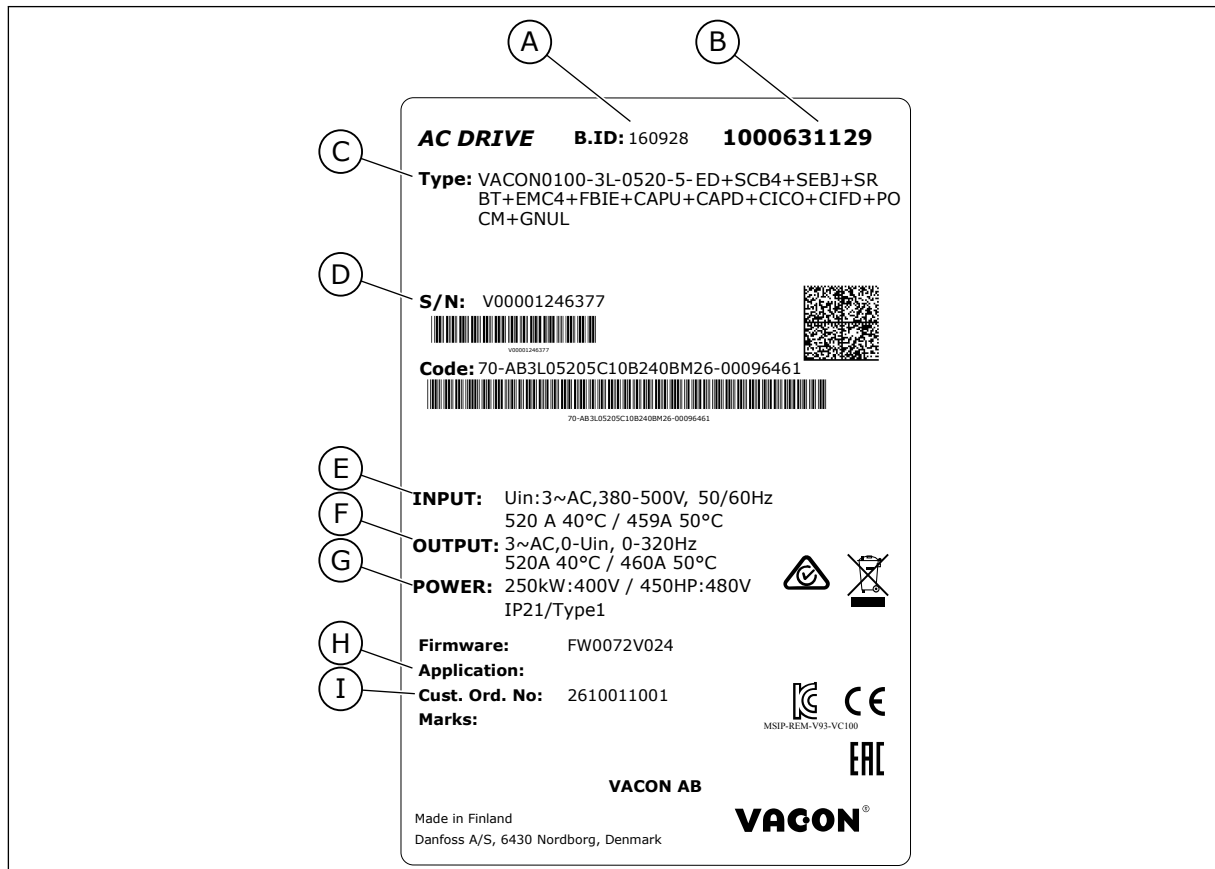 A B
AC DRIVE B.ID: 160928 1000631129
C
Type: VACON0100-3L-0520-5-ED+SCB4+SEBJ+SR
BT+EMC4+FBIE+CAPU+CAPD+CICO+CIFD+PO
CM+GNUL
D
S/N: V00001246377
V00001246377
Code: 70-AB3L05205C10B240BM26-00096461
70-AB3L05205C10B240BM26-00096461
E
INPUT: Uin:3~AC,380-500V, 50/60Hz
520 A 40°C / 459A 50°C
F
OUTPUT: 3~AC,0-Uin, 0-320Hz
520A 40°C / 460A 50°C
G
POWER: 250kW:400V / 450HP:480V
IP21/Type1
Firmware: FW0072V024
H
Application:
I
Cust. Ord. No: 2610011001
Marks:
CE
MSIP-REM-V93-VC100
EAC
VACON AB
Made in Finland
VACON®
Danfoss A/S, 6430 Nordborg, Denmark